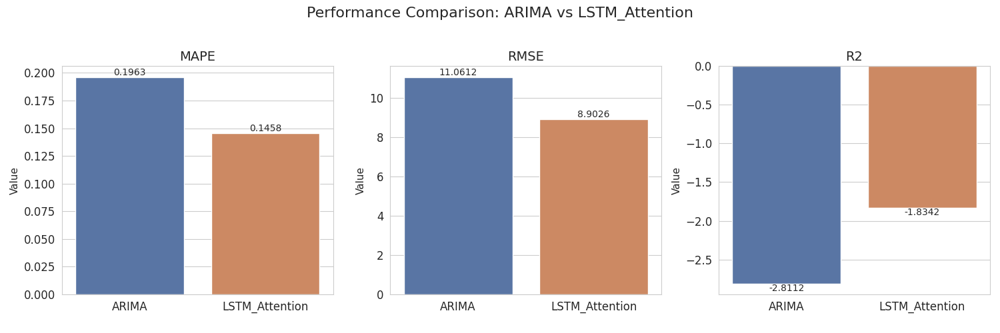 Performance Comparison: ARIMA vs LSTM_Attention
MAPE
Value
0.200
0.175
0.150
0.125
0.100
0.075
0.050
0.025
0.000
0.1963
0.1458
ARIMA
LSTM_Attention
RMSE
Value
10
8
6
4
2
0
11.0612
8.9026
ARIMA
LSTM_Attention
R2
Value
0.0
−0.5
−1.0
−1.5
−2.0
−2.5
-2.8112
-1.8342
ARIMA
LSTM_Attention